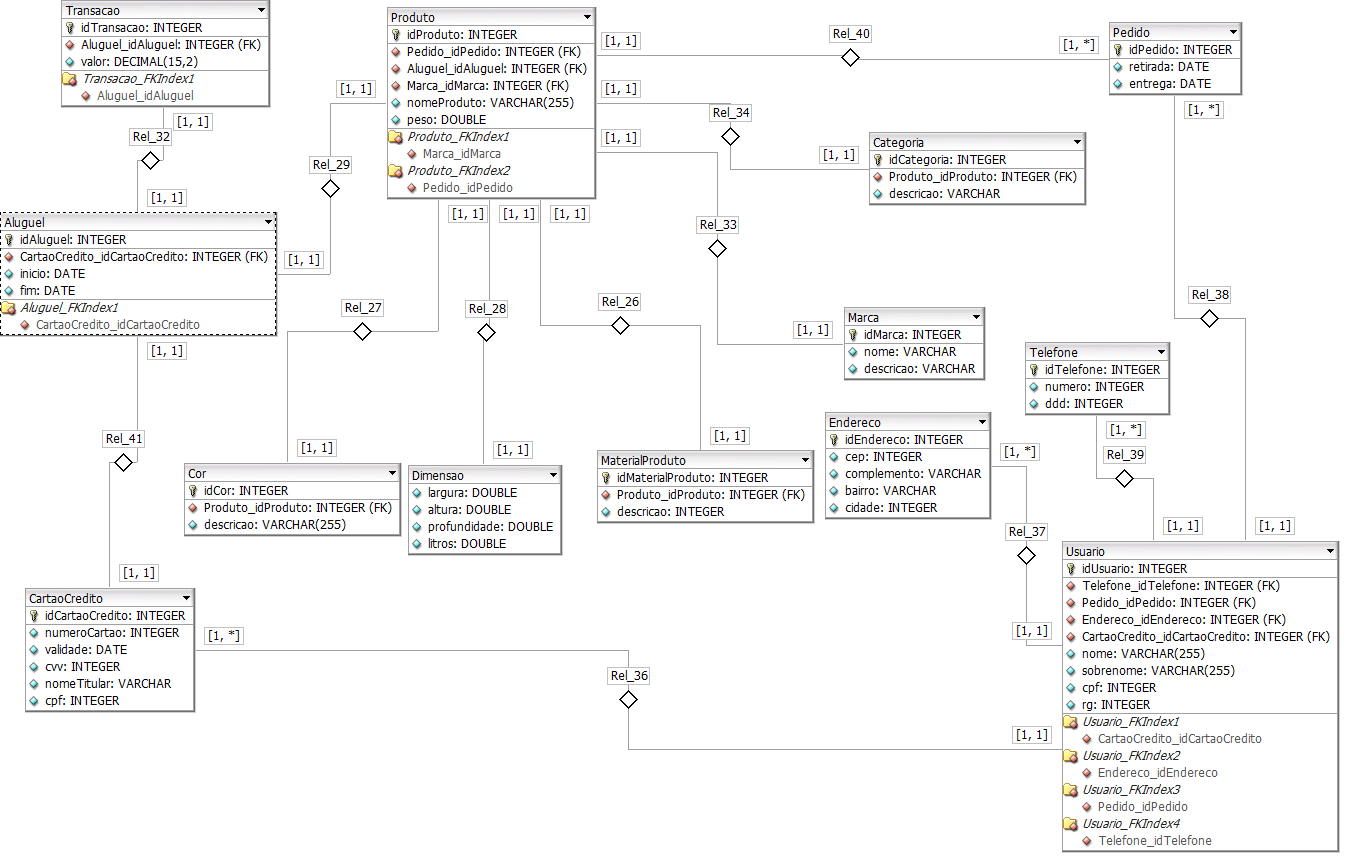 Transacao
idTransacao: INTEGER
Aluguel_idAluguel: INTEGER (FK)
valor: DECIMAL(15,2)
Transacao_FKIndex1
Aluguel_idAluguel
[1, 1]
Rel_32
[1, 1]
Produto
idProduto: INTEGER
Pedido_idPedido: INTEGER (FK)
Aluguel_idAluguel: INTEGER (FK)
Marca_idMarca: INTEGER (FK)
nomeProduto: VARCHAR(255)
peso: DOUBLE
Produto_FKIndex1
Marca_idMarca
Produto_FKIndex2
Pedido_idPedido
[1, 1]
Rel_29
[1, 1]
[1, 1]
Rel_40
[1, *]
[1, 1]
Rel_34
[1, 1]
[1, 1]
Rel_33
[1, 1]
Pedido
idPedido: INTEGER
retirada: DATE
entrega: DATE
[1, *]
Rel_38
[1, 1]
Categoria
idCategoria: INTEGER
Produto_idProduto: INTEGER (FK)
descricao: VARCHAR
Aluguel
idAluguel: INTEGER
CartaoCredito_idCartaoCredito: INTEGER (FK)
inicio: DATE
fim: DATE
Aluguel_FKIndex1
CartaoCredito_idCartaoCredito
[1, 1]
Rel_41
[1, 1]
[1, 1]
[1, 1]
[1, 1]
Rel_27
Rel_28
Rel_26
[1, 1]
[1, 1]
[1, 1]
Marca
idMarca: INTEGER
nome: VARCHAR
descricao: VARCHAR
Telefone
idTelefone: INTEGER
numero: INTEGER
ddd: INTEGER
[1, *]
Rel_39
[1, 1]
Endereco
idEndereco: INTEGER
cep: INTEGER
complemento: VARCHAR
bairro: VARCHAR
cidade: INTEGER
[1, *]
Rel_37
[1, 1]
Cor
idCor: INTEGER
Produto_idProduto: INTEGER (FK)
descricao: VARCHAR(255)
Dimensao
largura: DOUBLE
altura: DOUBLE
profundidade: DOUBLE
litros: DOUBLE
MaterialProduto
idMaterialProduto: INTEGER
Produto_idProduto: INTEGER (FK)
descricao: INTEGER
CartaoCredito
idCartaoCredito: INTEGER
numeroCartao: INTEGER
validade: DATE
cvv: INTEGER
nomeTitular: VARCHAR
cpf: INTEGER
[1, *]
Rel_36
[1, 1]
Usuario
idUsuario: INTEGER
Telefone_idTelefone: INTEGER (FK)
Pedido_idPedido: INTEGER (FK)
Endereco_idEndereco: INTEGER (FK)
CartaoCredito_idCartaoCredito: INTEGER (FK)
nome: VARCHAR(255)
sobrenome: VARCHAR(255)
cpf: INTEGER
rg: INTEGER
Usuario_FKIndex1
CartaoCredito_idCartaoCredito
Usuario_FKIndex2
Endereco_idEndereco
Usuario_FKIndex3
Pedido_idPedido
Usuario_FKIndex4
Telefone_idTelefone